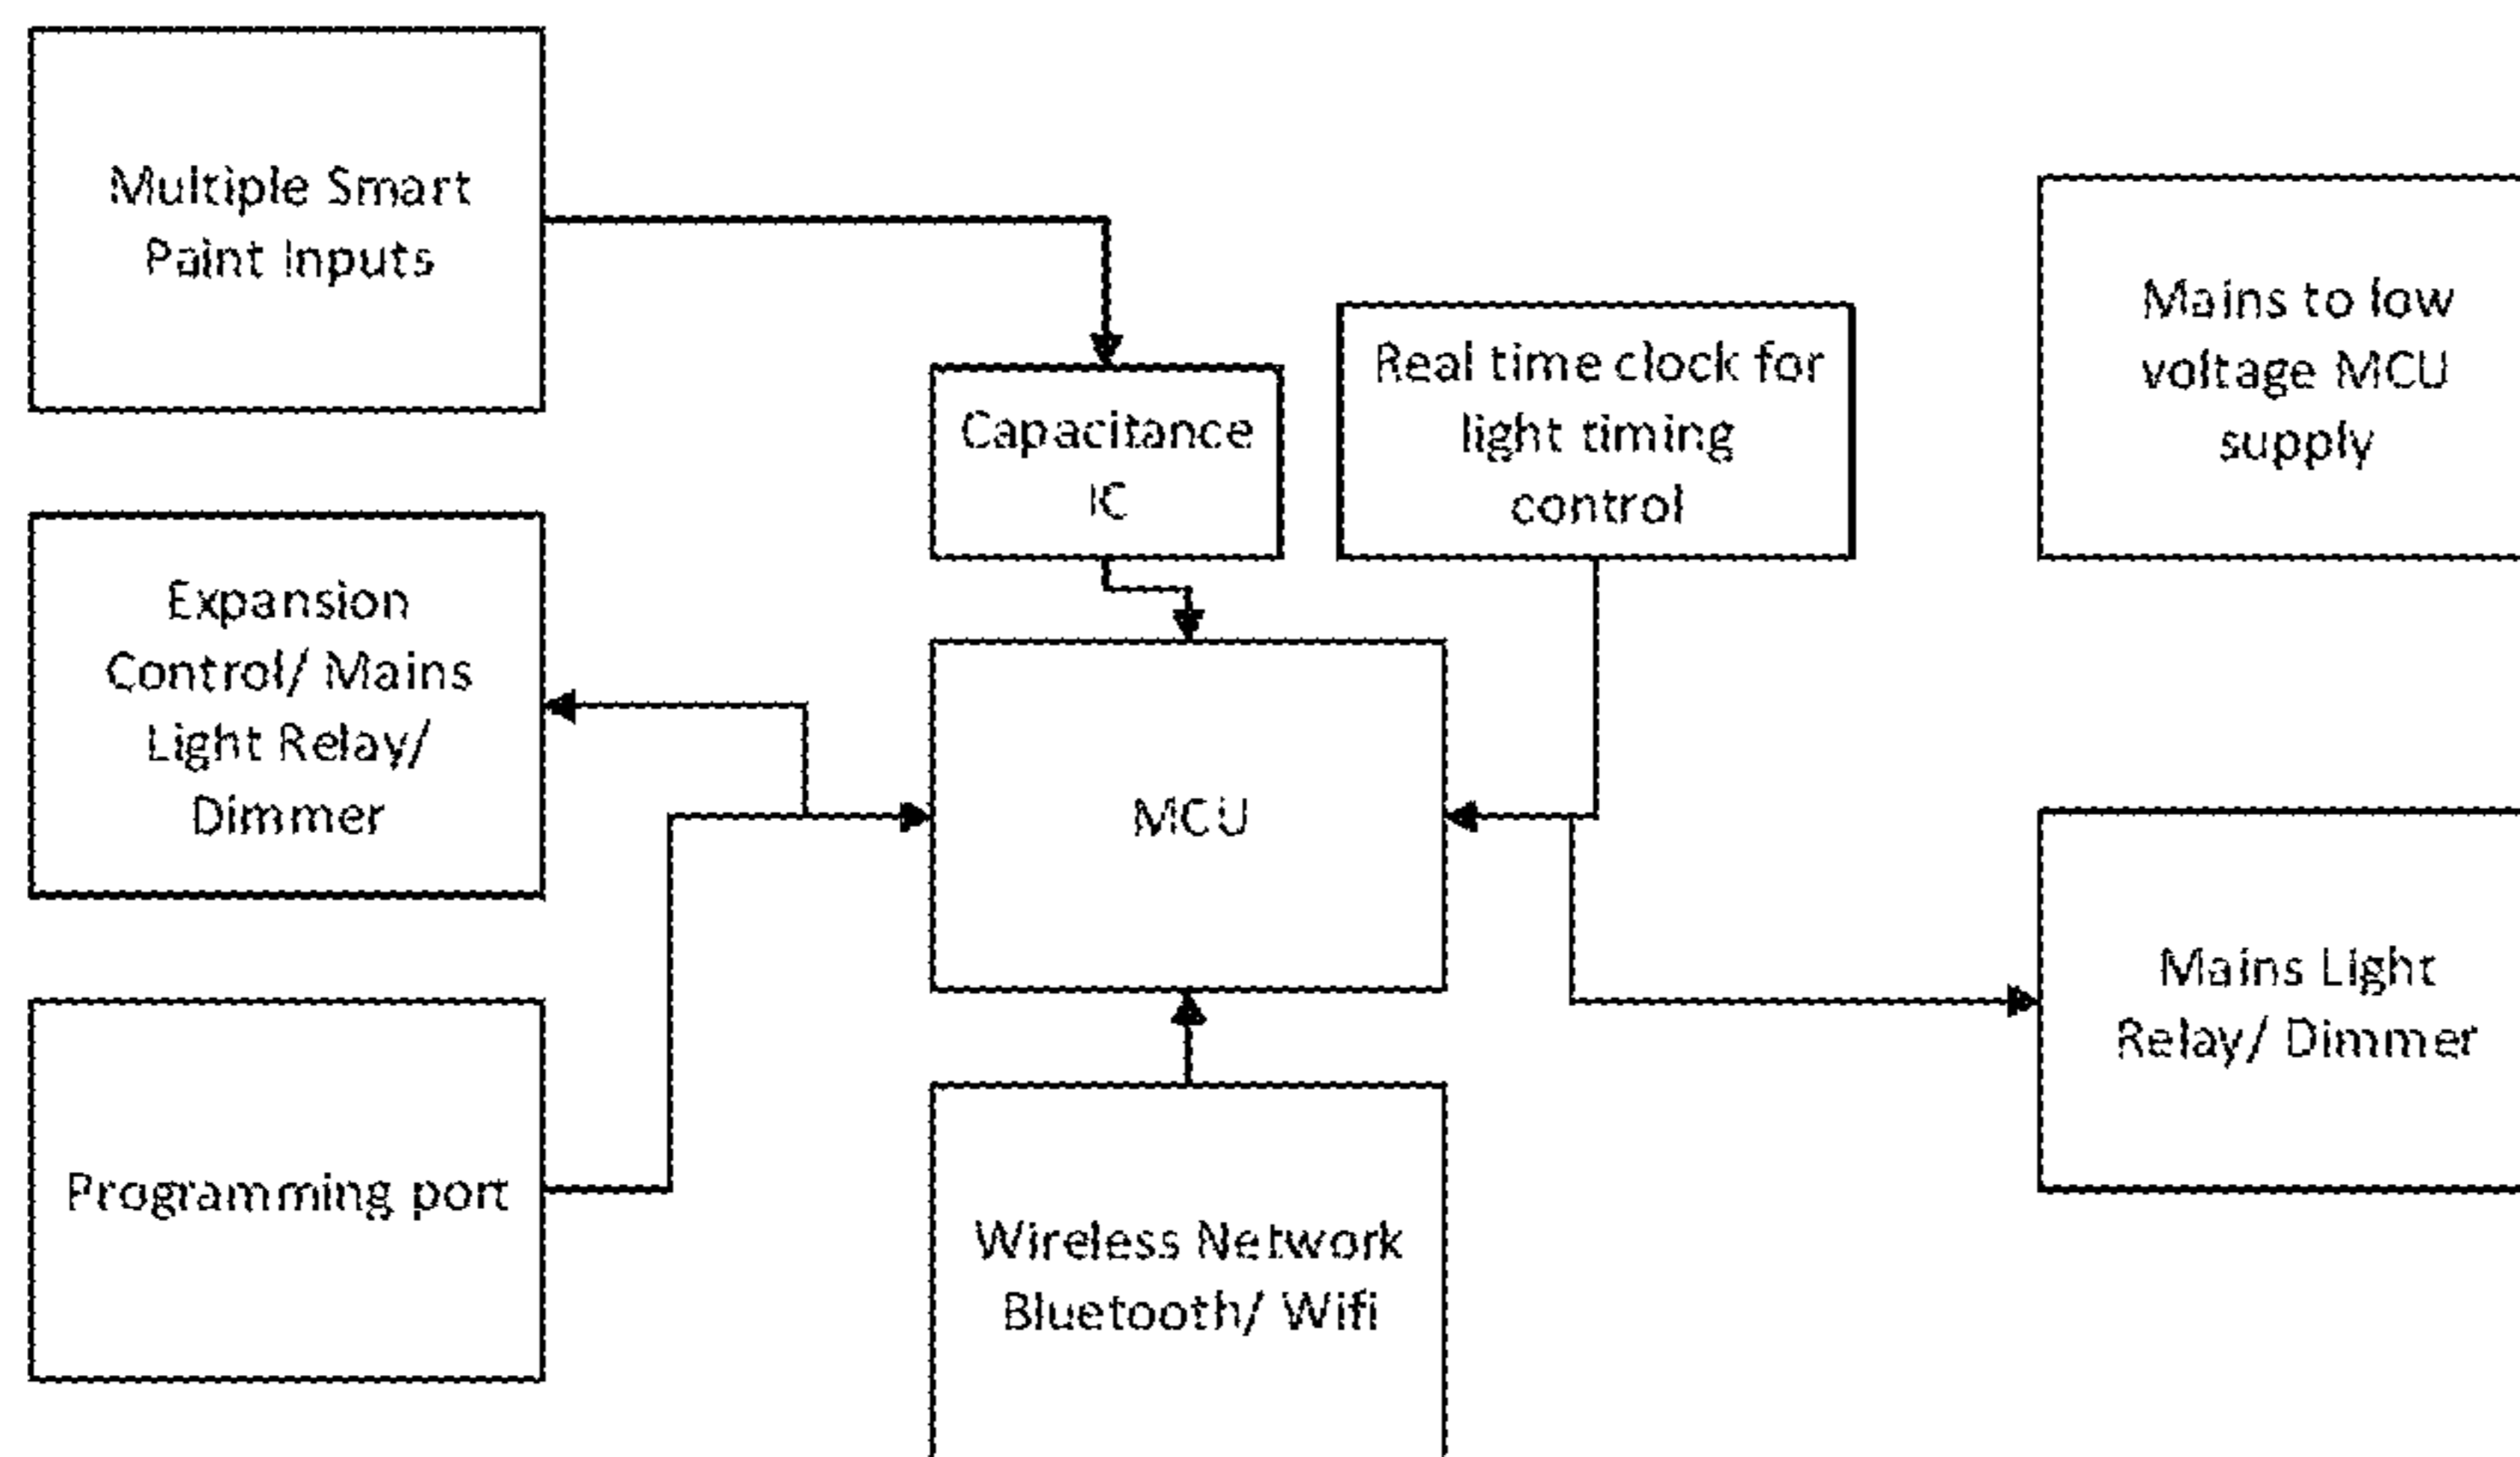 Multiple Smart
Paint Inputs
Mains to low
voltage MCU
supply
Real time clock for
light timing
control
Capacitance
IC
Expansion
Control/ Mains
Light Relay/
Dimmer
MCU
Mains Light
Relay/ Dimmer
Programming port
Wireless Network
Bluetooth/ Wifi